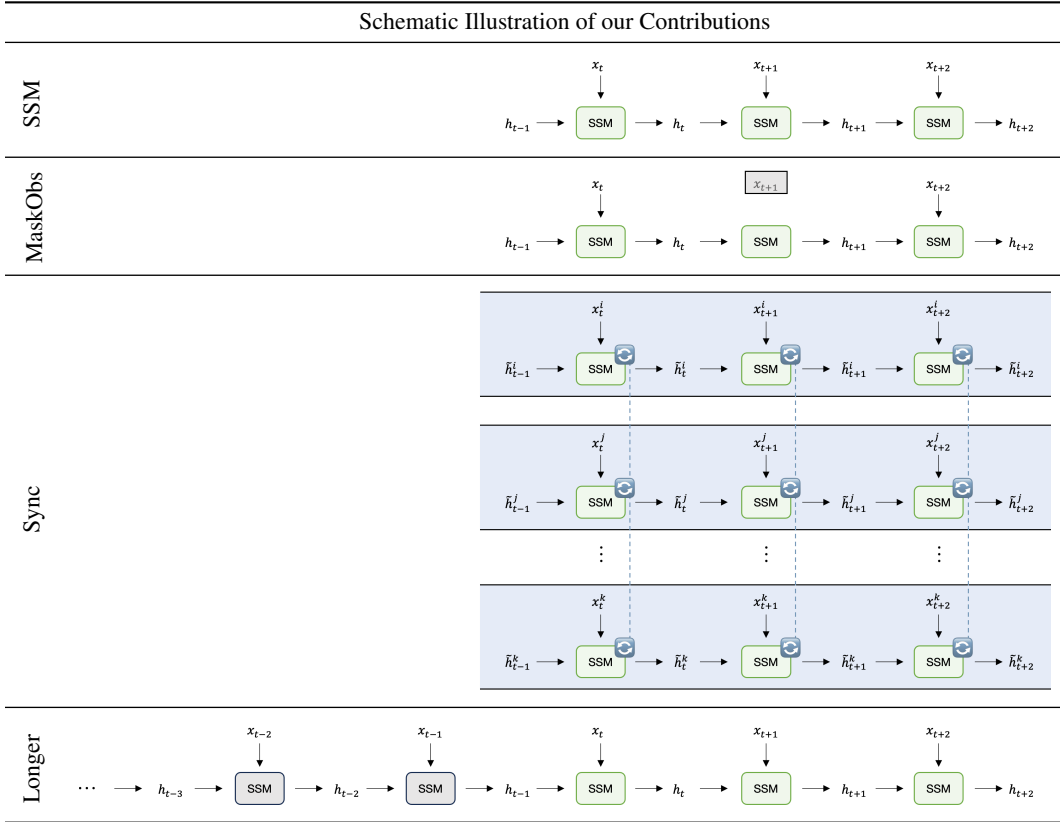 Schematic Illustration of our Contributions
SSM
x_t x_{t+1} x_{t+2}
h_{t−1} SSM h_t SSM h_{t+1} SSM h_{t+2}
MaskObs
x_t x_{t+1} x_{t+2}
h_{t−1} SSM h_t SSM h_{t+1} SSM h_{t+2}
Sync
x_t^i x_{t+1}^i x_{t+2}^i
h̃_{t−1}^i SSM h̃_t^i SSM h̃_{t+1}^i SSM h̃_{t+2}^i
x_t^j x_{t+1}^j x_{t+2}^j
h̃_{t−1}^j SSM h̃_t^j SSM h̃_{t+1}^j SSM h̃_{t+2}^j
⋮ ⋮ ⋮
x_t^k x_{t+1}^k x_{t+2}^k
h̃_{t−1}^k SSM h̃_t^k SSM h̃_{t+1}^k SSM h̃_{t+2}^k
Longer
x_{t−2} x_{t−1} x_t x_{t+1} x_{t+2}
⋯ h_{t−3} SSM h_{t−2} SSM h_{t−1} SSM h_t SSM h_{t+1} SSM h_{t+2}